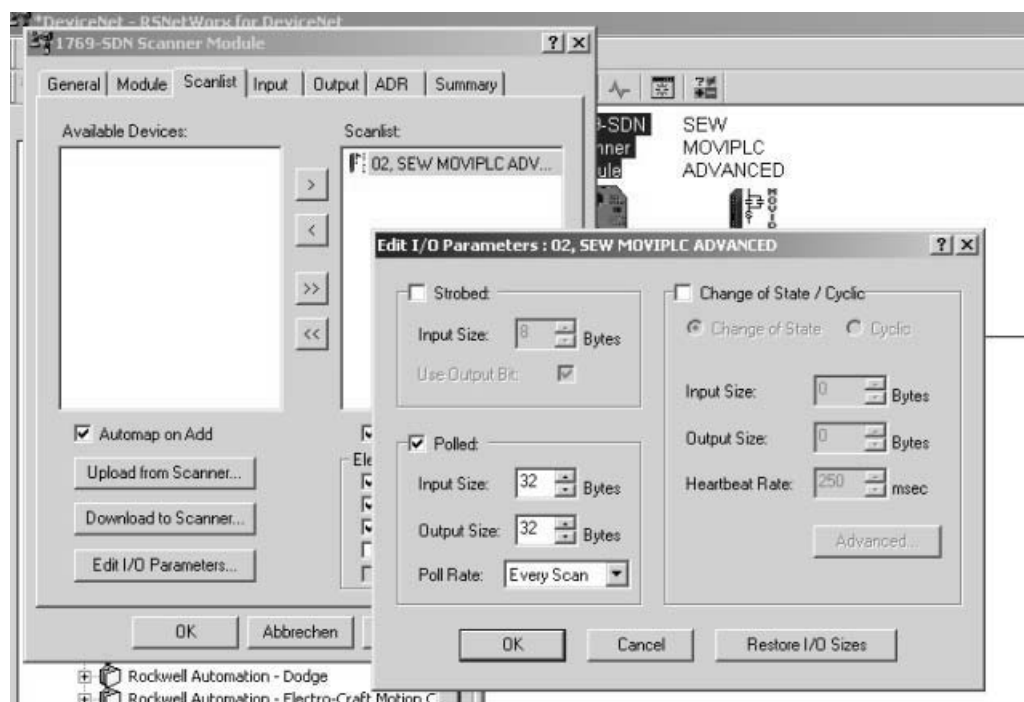 *DeviceNet - RSNetWorx for DeviceNet
1769-SDN Scanner Module
General
Module
Scanlist
Input
Output
ADR
Summary
Available Devices:
Scanlist:
02, SEW MOVIPLC ADV...
>
<
>>
<<
Automap on Add
Upload from Scanner...
Download to Scanner...
Edit I/O Parameters...
OK
Abbrechen
-SDN
SEW
MOVIPLC
ADVANCED
Edit I/O Parameters : 02, SEW MOVIPLC ADVANCED
Strobed:
Input Size: 8 Bytes
Use Output Bit:
Polled:
Input Size: 32 Bytes
Output Size: 32 Bytes
Poll Rate: Every Scan
Change of State / Cyclic
Change of State
Cyclic
Input Size: 0 Bytes
Output Size: 0 Bytes
Heartbeat Rate: 250 msec
Advanced...
OK
Cancel
Restore I/O Sizes
Rockwell Automation - Dodge
Rockwell Automation - Electro-Craft Motion C